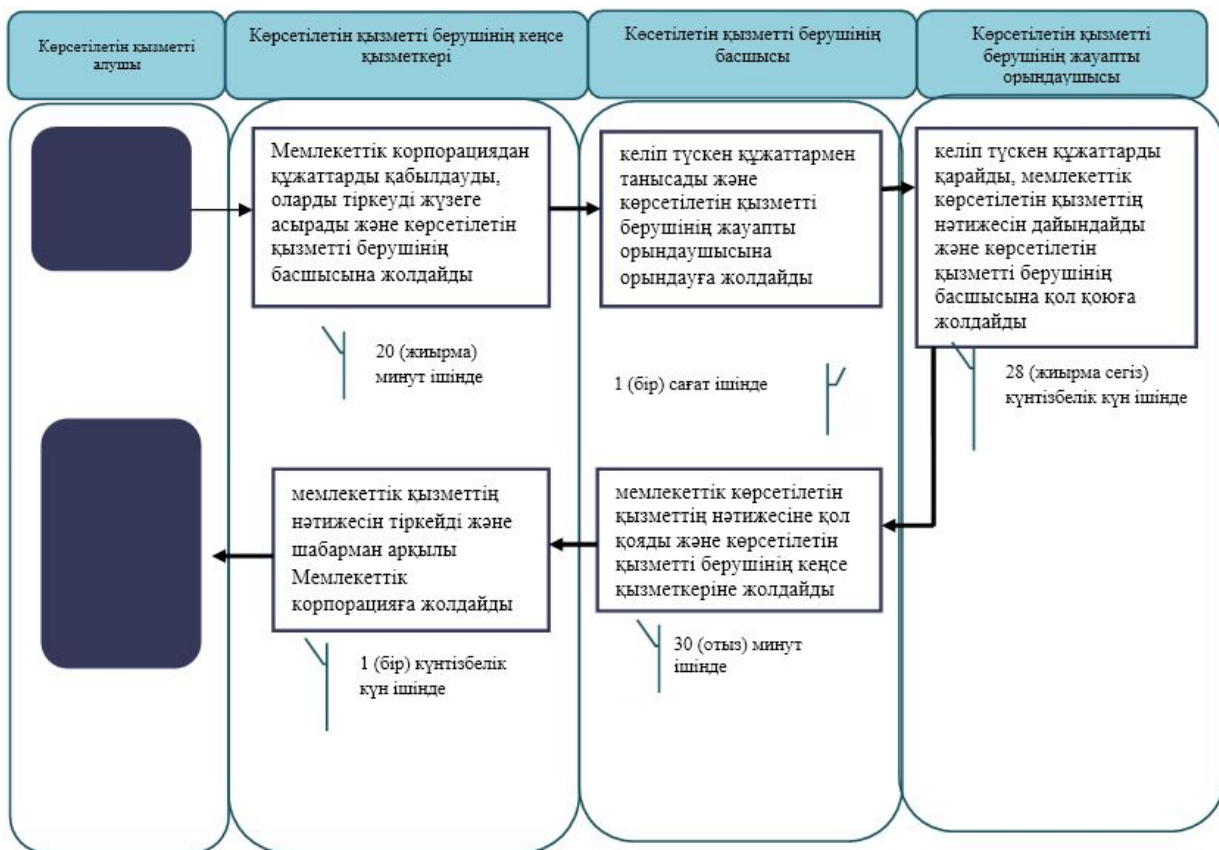 Көрсетілетін қызметті
алушы
Көрсетілетін қызметті берушінің кеңсе
қызметкері
Көсетілетін қызметті берушінің
басшысы
Көрсетілетін қызметті
берушінің жауапты
орындаушысы
Мемлекеттік корпорациядан
құжаттарды қабылдауды,
оларды тіркеуді жүзеге
асырады және көрсетілетін
қызметті берушінің
басшысына жолдайды
келіп түскен құжаттармен
танысады және
көрсетілетін қызметті
берушінің жауапты
орындаушысына
орындауға жолдайды
келіп түскен құжаттарды
қарайды, мемлекеттік
көрсетілетін қызметтің
нәтижесін дайындайды
және көрсетілетін
қызметті берушінің
басшысына қол қоюға
жолдайды
20 (жиырма)
минут ішінде
1 (бір) сағат ішінде
28 (жиырма сегіз)
күнтізбелік күн ішінде
мемлекеттік қызметтің
нәтижесін тіркейді және
шабарман арқылы
Мемлекеттік
корпорацияға жолдайды
мемлекеттік көрсетілетін
қызметтің нәтижесіне қол
қояды және көрсетілетін
қызметті берушінің кеңсе
қызметкеріне жолдайды
1 (бір) күнтізбелік
күн ішінде
30 (отыз) минут
ішінде